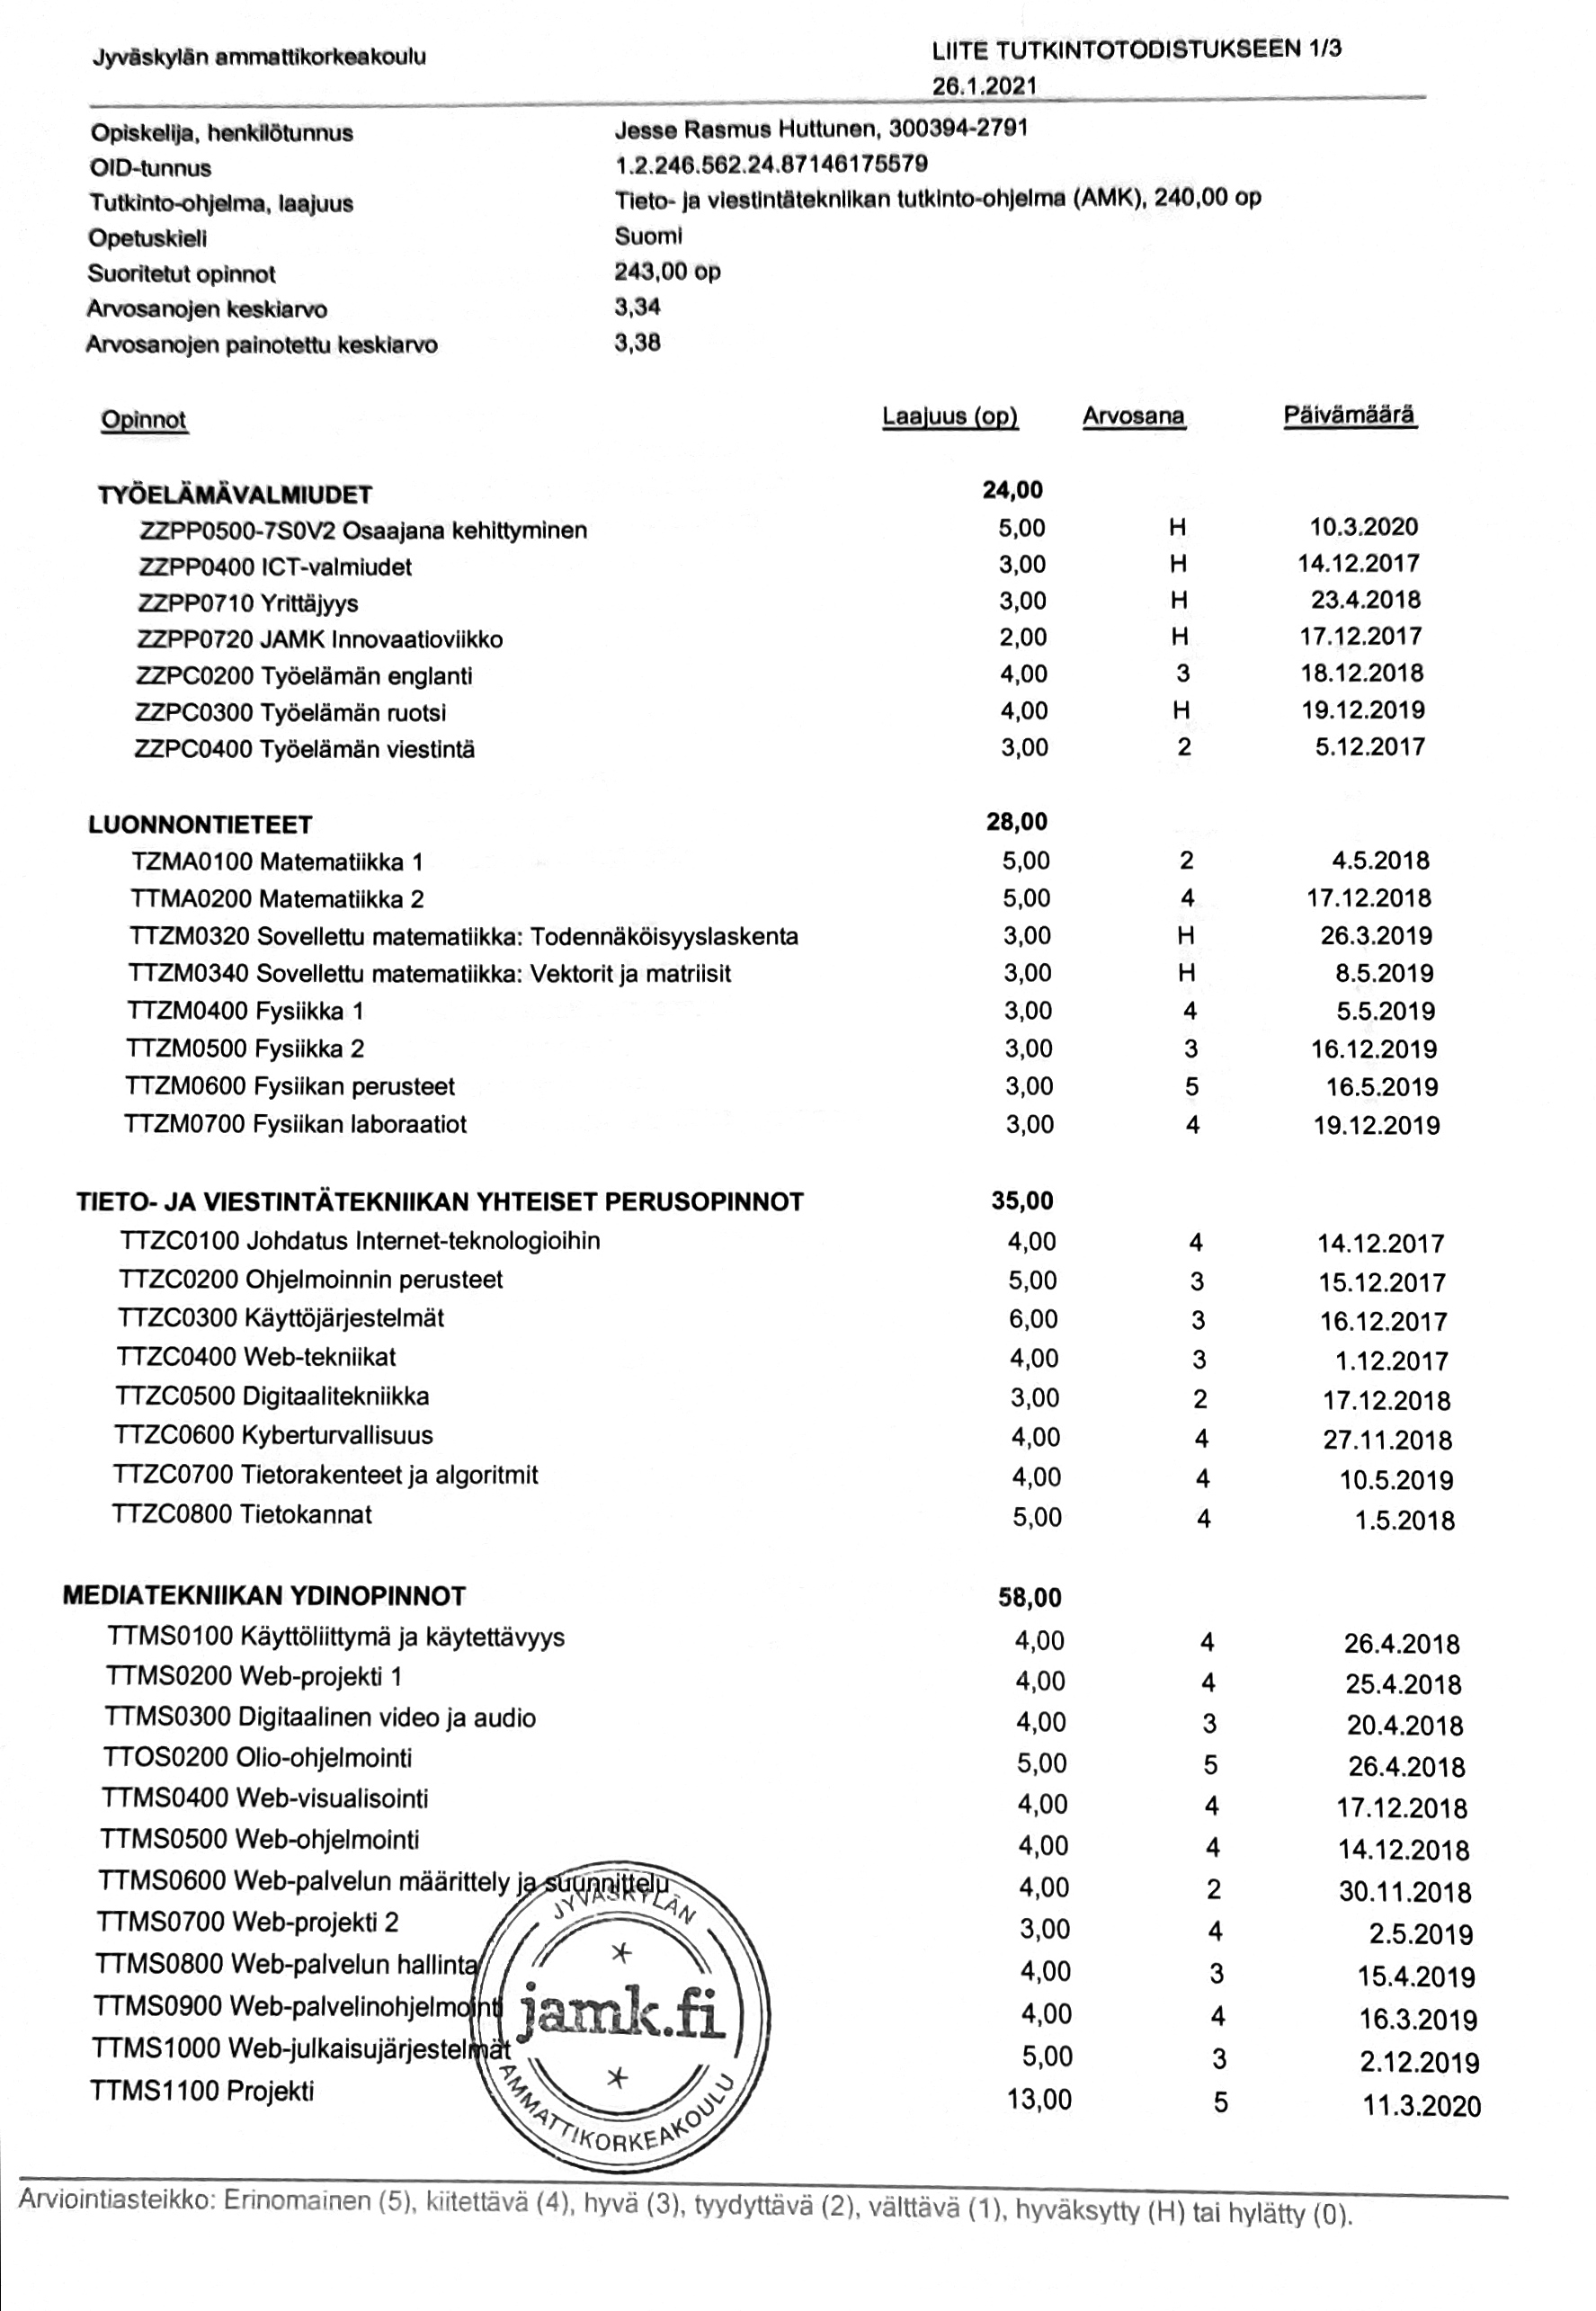 Jyväskylän ammattikorkeakoulu LIITE TUTKINTOTODISTUKSEEN 1/3
26.1.2021
Opiskelija, henkilötunnus Jesse Rasmus Huttunen, 300394-2791
OID-tunnus 1.2.246.562.24.87146175579
Tutkinto-ohjelma, laajuus Tieto- ja viestintätekniikan tutkinto-ohjelma (AMK), 240,00 op
Opetuskieli Suomi
Suoritetut opinnot 243,00 op
Arvosanojen keskiarvo 3,34
Arvosanojen painotettu keskiarvo 3,38
Opinnot Laajuus (op) Arvosana Päivämäärä
TYÖELÄMÄVALMIUDET 24,00
ZZPP0500-7S0V2 Osaajana kehittyminen 5,00 H 10.3.2020
ZZPP0400 ICT-valmiudet 3,00 H 14.12.2017
ZZPP0710 Yrittäjyys 3,00 H 23.4.2018
ZZPP0720 JAMK Innovaatioviikko 2,00 H 17.12.2017
ZZPC0200 Työelämän englanti 4,00 3 18.12.2018
ZZPC0300 Työelämän ruotsi 4,00 H 19.12.2019
ZZPC0400 Työelämän viestintä 3,00 2 5.12.2017
LUONNONTIETEET 28,00
TZMA0100 Matematiikka 1 5,00 2 4.5.2018
TTMA0200 Matematiikka 2 5,00 4 17.12.2018
TTZM0320 Sovellettu matematiikka: Todennäköisyyslaskenta 3,00 H 26.3.2019
TTZM0340 Sovellettu matematiikka: Vektorit ja matriisit 3,00 H 8.5.2019
TTZM0400 Fysiikka 1 3,00 4 5.5.2019
TTZM0500 Fysiikka 2 3,00 3 16.12.2019
TTZM0600 Fysiikan perusteet 3,00 5 16.5.2019
TTZM0700 Fysiikan laboraatiot 3,00 4 19.12.2019
TIETO- JA VIESTINTÄTEKNIIKAN YHTEISET PERUSOPINNOT 35,00
TTZC0100 Johdatus Internet-teknologioihin 4,00 4 14.12.2017
TTZC0200 Ohjelmoinnin perusteet 5,00 3 15.12.2017
TTZC0300 Käyttöjärjestelmät 6,00 3 16.12.2017
TTZC0400 Web-tekniikat 4,00 3 1.12.2017
TTZC0500 Digitaalitekniikka 3,00 2 17.12.2018
TTZC0600 Kyberturvallisuus 4,00 4 27.11.2018
TTZC0700 Tietorakenteet ja algoritmit 4,00 4 10.5.2019
TTZC0800 Tietokannat 5,00 4 1.5.2018
MEDIATEKNIIKAN YDINOPINNOT 58,00
TTMS0100 Käyttöliittymä ja käytettävyys 4,00 4 26.4.2018
TTMS0200 Web-projekti 1 4,00 4 25.4.2018
TTMS0300 Digitaalinen video ja audio 4,00 3 20.4.2018
TTOS0200 Olio-ohjelmointi 5,00 5 26.4.2018
TTMS0400 Web-visualisointi 4,00 4 17.12.2018
TTMS0500 Web-ohjelmointi 4,00 4 14.12.2018
TTMS0600 Web-palvelun määrittely ja suunnittelu 4,00 2 30.11.2018
TTMS0700 Web-projekti 2 3,00 4 2.5.2019
TTMS0800 Web-palvelun hallinta 4,00 3 15.4.2019
TTMS0900 Web-palvelinohjelmointi 4,00 4 16.3.2019
TTMS1000 Web-julkaisujärjestelmät 5,00 3 2.12.2019
TTMS1100 Projekti 13,00 5 11.3.2020
JYVÄSKYLÄN
jamk.fi
AMMATTIKORKEAKOULU
Arviointiasteikko: Erinomainen (5), kiitettävä (4), hyvä (3), tyydyttävä (2), välttävä (1), hyväksytty (H) tai hylätty (0).